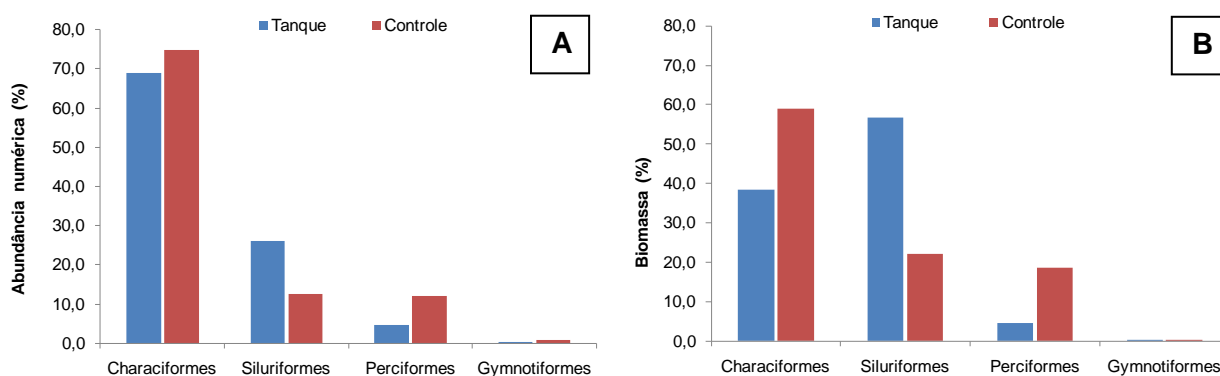 Tanque
Controle
A
Abundância numérica (%)
80,0
70,0
60,0
50,0
40,0
30,0
20,0
10,0
0,0
Characiformes
Siluriformes
Perciformes
Gymnotiformes
Tanque
Controle
B
Biomassa (%)
80,0
70,0
60,0
50,0
40,0
30,0
20,0
10,0
0,0
Characiformes
Siluriformes
Perciformes
Gymnotiformes